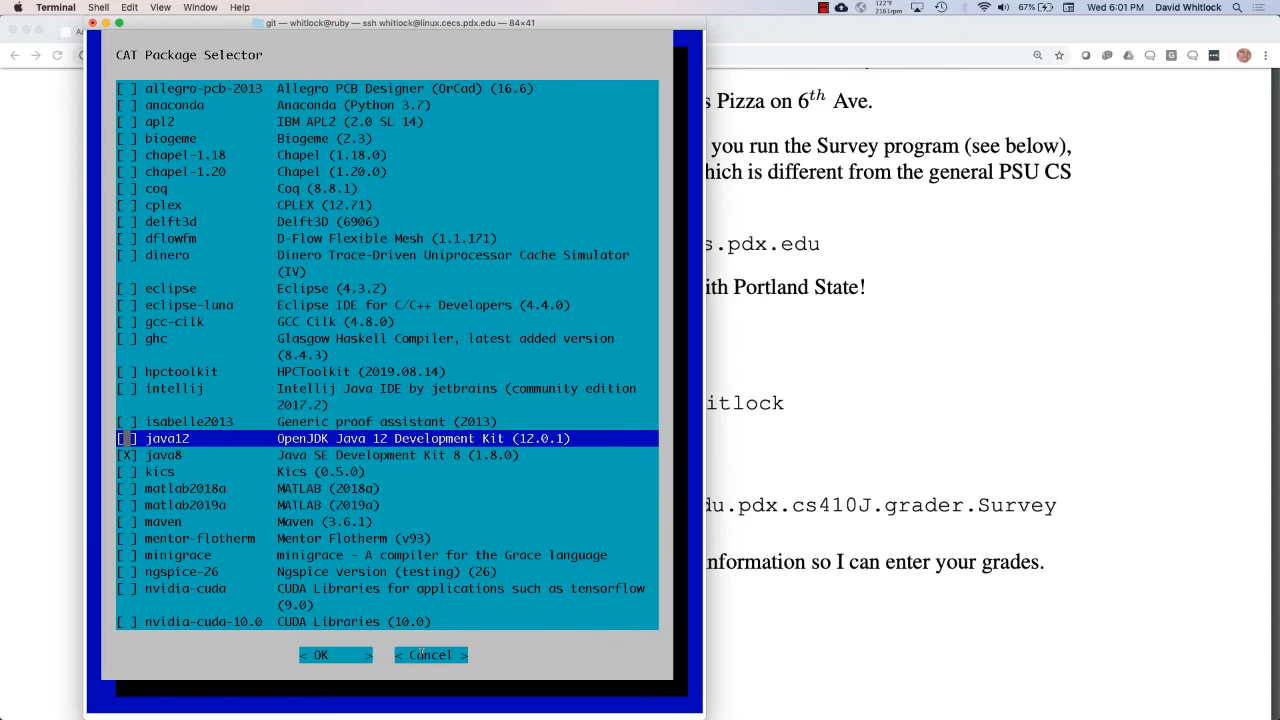 Terminal Shell Edit View Window Help
122°F
2161rpm
67%
Wed 6:01 PM David Whitlock
git — whitlock@ruby — ssh whitlock@linux.cecs.pdx.edu — 84×41
CAT Package Selector
[ ] allegro-pcb-2013 Allegro PCB Designer (OrCad) (16.6)
[ ] anaconda Anaconda (Python 3.7)
[ ] apl2 IBM APL2 (2.0 SL 14)
[ ] biogeme Biogeme (2.3)
[ ] chapel-1.18 Chapel (1.18.0)
[ ] chapel-1.20 Chapel (1.20.0)
[ ] coq Coq (8.8.1)
[ ] cplex CPLEX (12.71)
[ ] delft3d Delft3D (6906)
[ ] dflowfm D-Flow Flexible Mesh (1.1.171)
[ ] dinero Dinero Trace-Driven Uniprocessor Cache Simulator
(IV)
[ ] eclipse Eclipse (4.3.2)
[ ] eclipse-luna Eclipse IDE for C/C++ Developers (4.4.0)
[ ] gcc-cilk GCC Cilk (4.8.0)
[ ] ghc Glasgow Haskell Compiler, latest added version
(8.4.3)
[ ] hpctoolkit HPCToolkit (2019.08.14)
[ ] intellij Intellij Java IDE by jetbrains (community edition
2017.2)
[ ] isabelle2013 Generic proof assistant (2013)
[ ] java12 OpenJDK Java 12 Development Kit (12.0.1)
[X] java8 Java SE Development Kit 8 (1.8.0)
[ ] kics Kics (0.5.0)
[ ] matlab2018a MATLAB (2018a)
[ ] matlab2019a MATLAB (2019a)
[ ] maven Maven (3.6.1)
[ ] mentor-flotherm Mentor Flotherm (v93)
[ ] minigrace minigrace - A compiler for the Grace language
[ ] ngspice-26 Ngspice version (testing) (26)
[ ] nvidia-cuda CUDA Libraries for applications such as tensorflow
(9.0)
[ ] nvidia-cuda-10.0 CUDA Libraries (10.0)
< OK > < Cancel >
s Pizza on 6th Ave.
you run the Survey program (see below),
hich is different from the general PSU CS
s.pdx.edu
ith Portland State!
itlock
du.pdx.cs410J.grader.Survey
nformation so I can enter your grades.